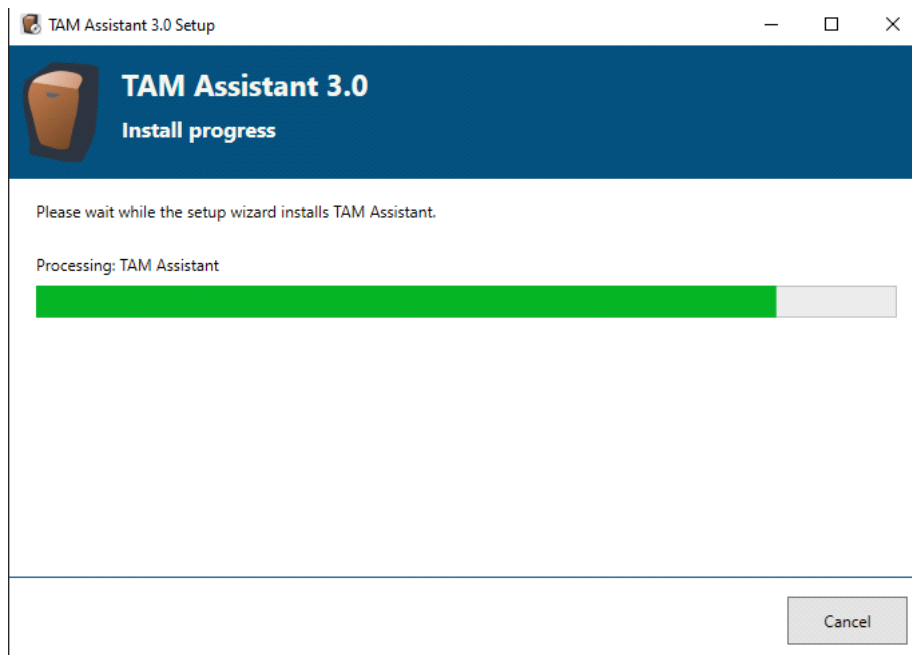 TAM Assistant 3.0 Setup
TAM Assistant 3.0
Install progress
Please wait while the setup wizard installs TAM Assistant.
Processing: TAM Assistant
Cancel